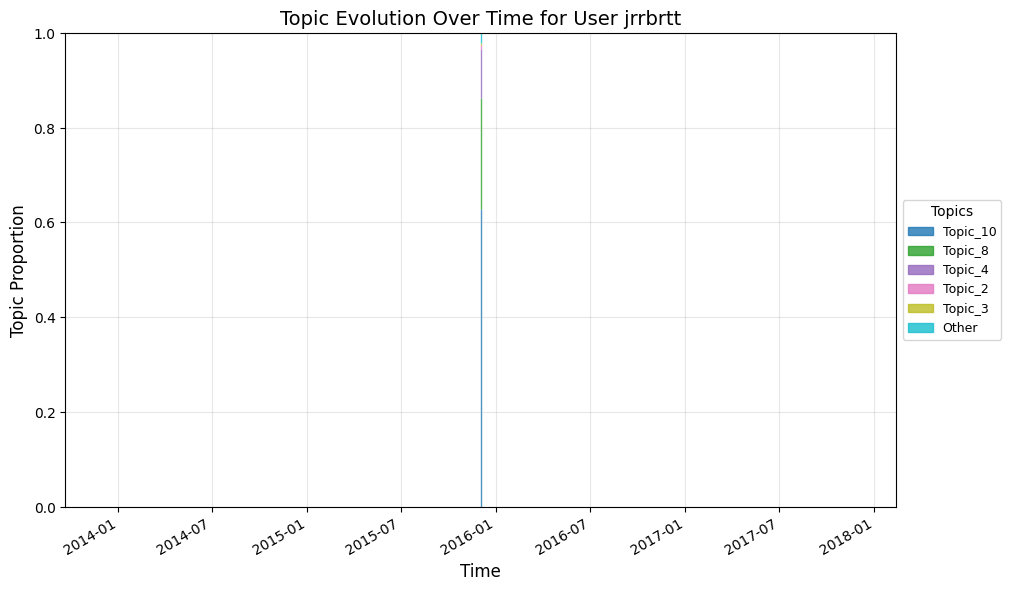 Topic Evolution Over Time for User jrrbrtt
Topic Proportion
1.0
0.8
0.6
0.4
0.2
0.0
2014-01
2014-07
2015-01
2015-07
2016-01
2016-07
2017-01
2017-07
2018-01
Time
Topics
Topic_10
Topic_8
Topic_4
Topic_2
Topic_3
Other